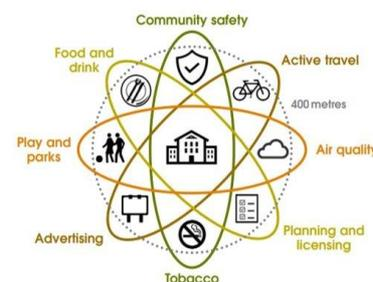 Community safety
Food and
drink
Active travel
400 metres
Play and
parks
Air quality
Advertising
Planning and
licensing
Tobacco